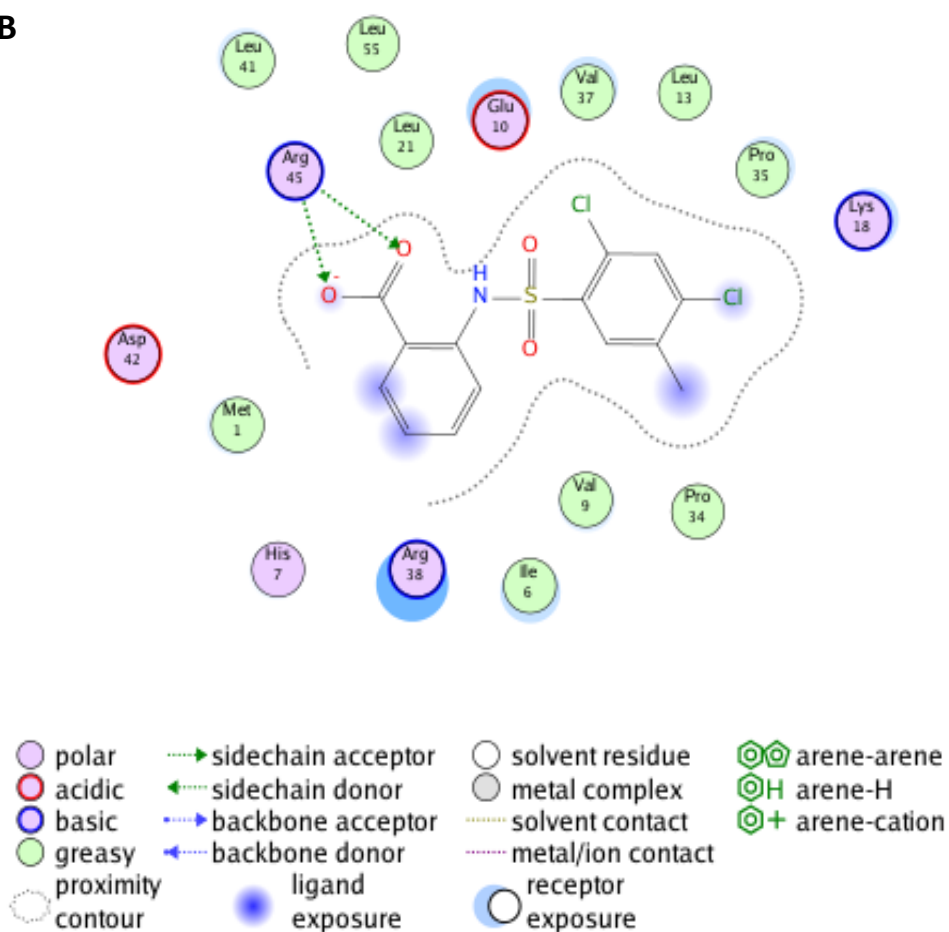 B
Leu
41
Leu
55
Leu
21
Glu
10
Val
37
Leu
13
Pro
35
Lys
18
Arg
45
Cl
O
O
H
N
S
O-
Cl
O
Asp
42
Met
1
His
7
Arg
38
Ile
6
Val
9
Pro
34
polar
acidic
basic
greasy
proximity
contour
sidechain acceptor
sidechain donor
backbone acceptor
backbone donor
ligand
exposure
solvent residue
metal complex
solvent contact
metal/ion contact
receptor
exposure
arene-arene
H arene-H
+ arene-cation